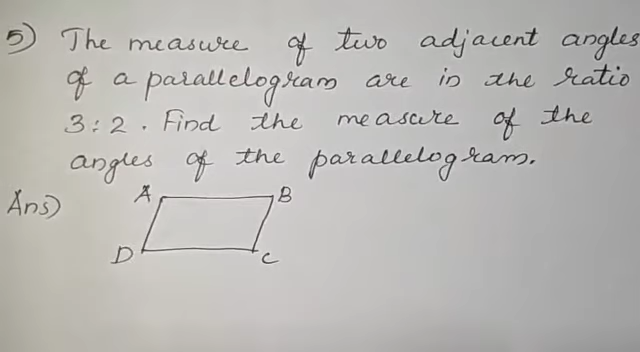 5) The measure of two adjacent angles
of a parallelogram are in the ratio
3:2. Find the measure of the
angles of the parallelogram.
Ans)
A B
D C